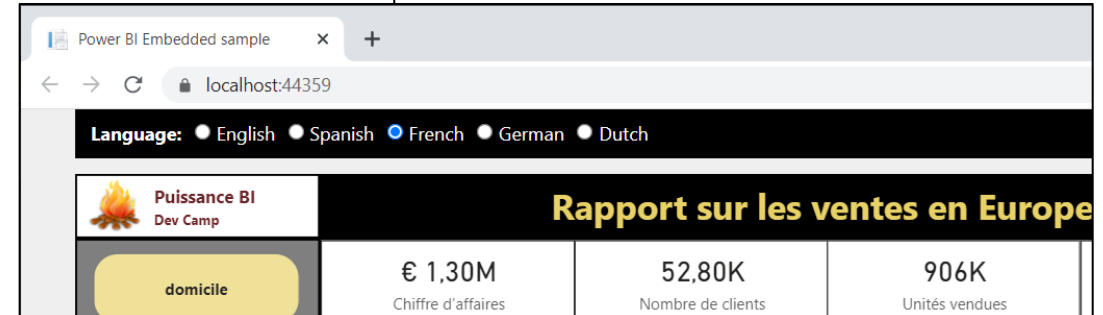 Power BI Embedded sample
localhost:44359
Language: English Spanish French German Dutch
Puissance BI
Dev Camp
Rapport sur les ventes en Europe
domicile
€ 1,30M
Chiffre d'affaires
52,80K
Nombre de clients
906K
Unités vendues